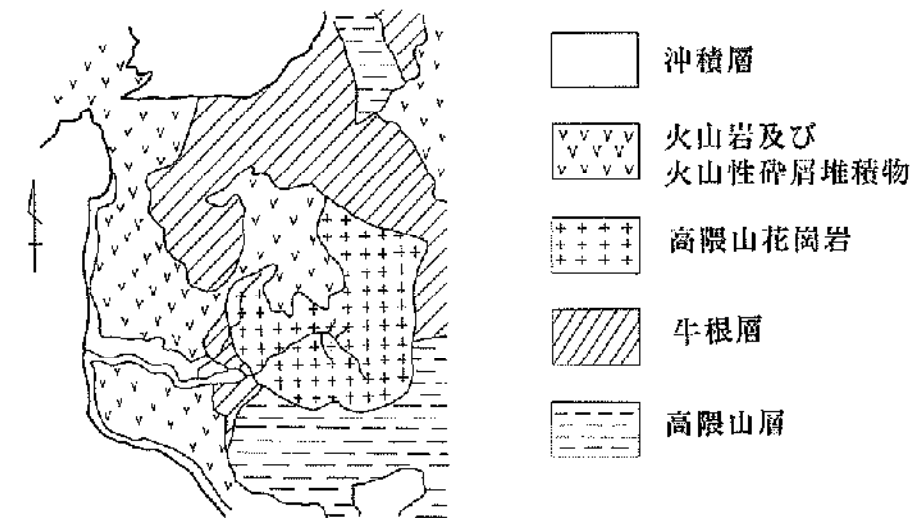 沖積層
火山岩及び
火山性砕屑堆積物
高隈山花崗岩
牛根層
高隈山層